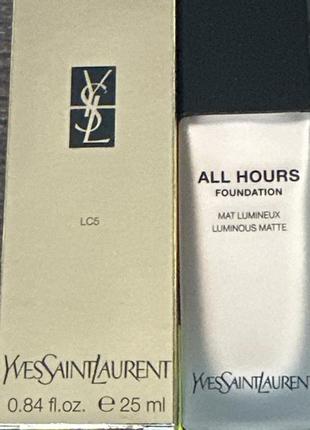 YSL
LC5
YVESSAINTLAURENT
0.84 fl.oz. e 25 ml
ALL HOURS
FOUNDATION
MAT LUMINEUX
LUMINOUS MATTE
YVESSAINTLAURENT